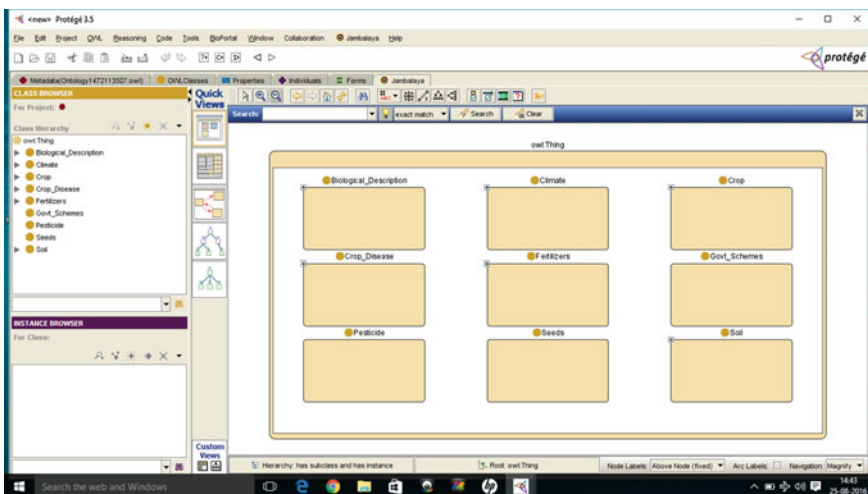 <new> Protégé 3.5
File Edit Project OWL Reasoning Code Tools BioPortal Window Collaboration Jambalaya Help
protégé
Metadata(Ontology1472113507.owl) OWLClasses Properties Individuals Forms Jambalaya
CLASS BROWSER
For Project:
Class Hierarchy
owl:Thing
Biological_Description
Climate
Crop
Crop_Disease
Fertilizers
Govt_Schemes
Pesticide
Seeds
Soil
INSTANCE BROWSER
For Class:
Quick Views
Custom Views
Search: exact match Search Clear
owl:Thing
Biological_Description Climate Crop
Crop_Disease Fertilizers Govt_Schemes
Pesticide Seeds Soil
Hierarchy: has subclass and has instance Root: owl:Thing Node Labels: Above Node (fixed) Arc Labels: Navigation: Magnify
Search the web and Windows
14:43
25-08-2016